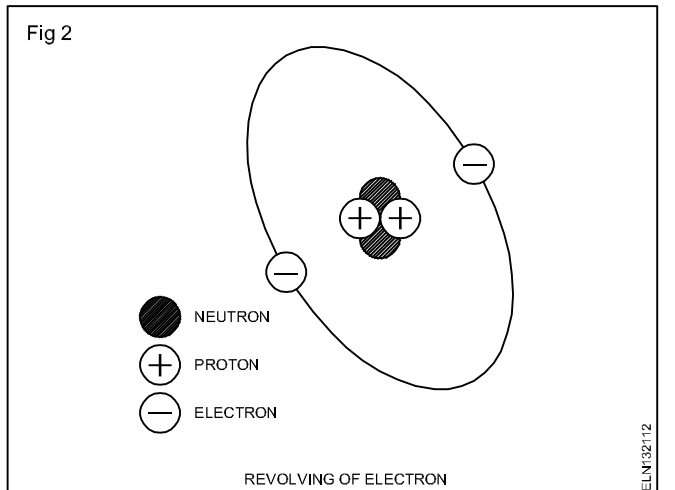 Fig 2
+ +
−
−
NEUTRON
+ PROTON
− ELECTRON
REVOLVING OF ELECTRON
ELN132112